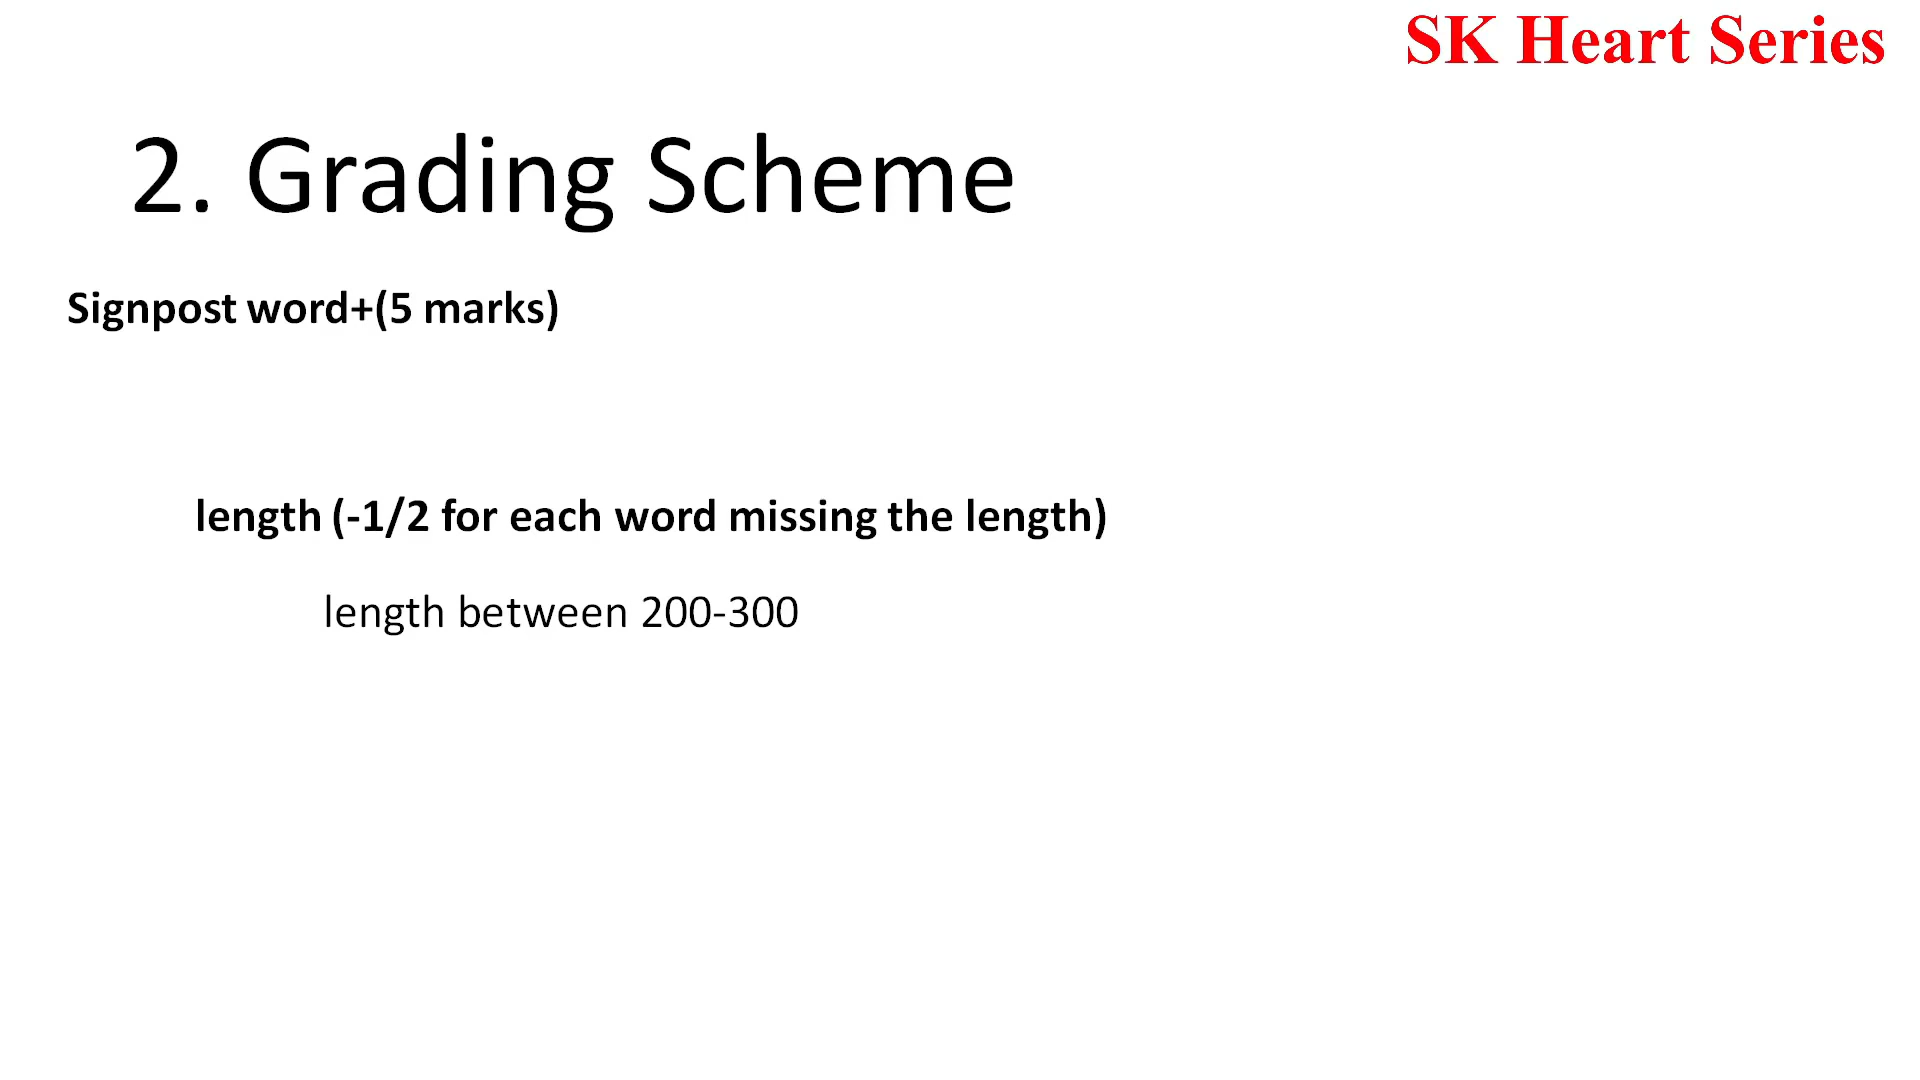 SK Heart Series
2. Grading Scheme
Signpost word+(5 marks)
length (-1/2 for each word missing the length)
length between 200-300